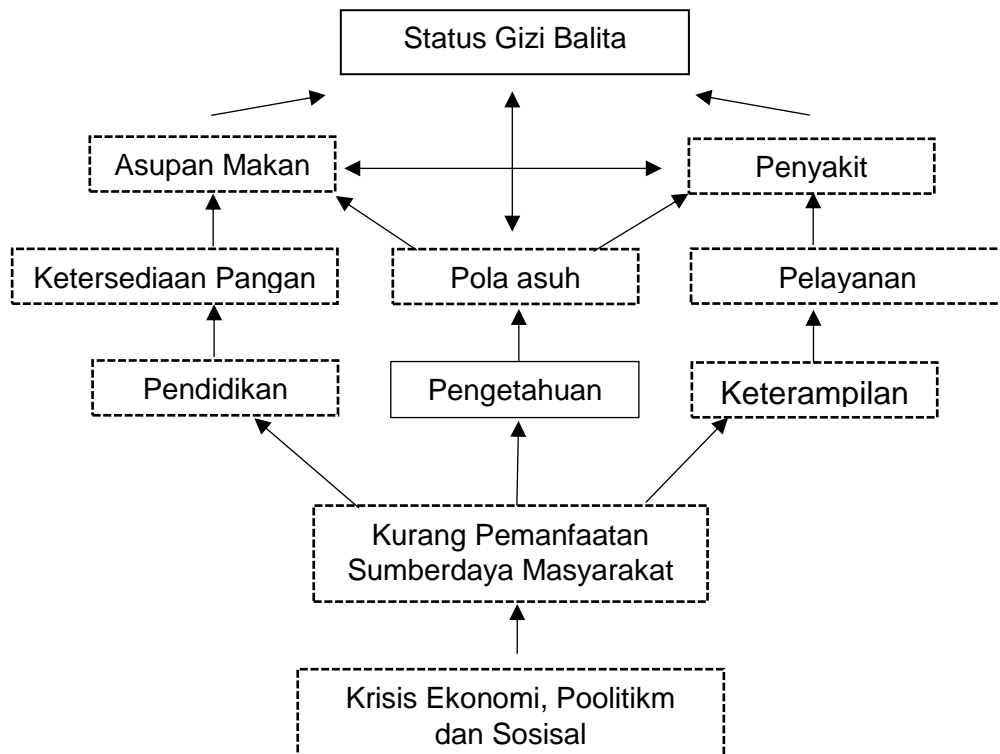 Status Gizi Balita
Asupan Makan
Penyakit
Ketersediaan Pangan
Pola asuh
Pelayanan
Pendidikan
Pengetahuan
Keterampilan
Kurang Pemanfaatan
Sumberdaya Masyarakat
Krisis Ekonomi, Poolitikm
dan Sosisal